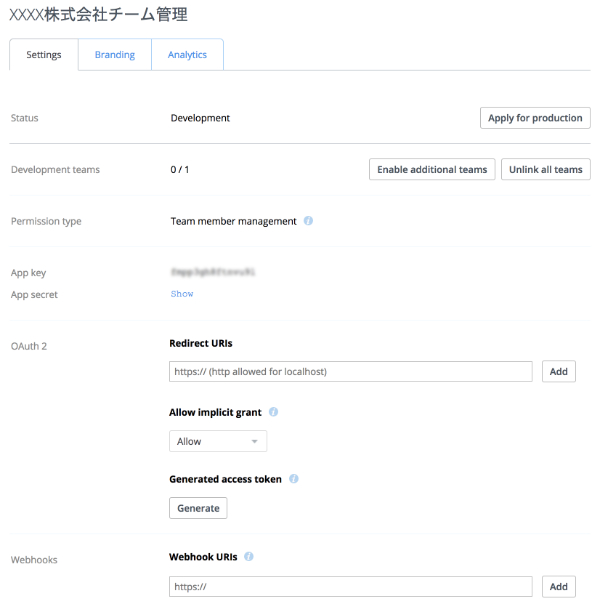 XXXX株式会社チーム管理
Settings Branding Analytics
Status Development Apply for production
Development teams 0 / 1 Enable additional teams Unlink all teams
Permission type Team member management
App key
App secret Show
OAuth 2 Redirect URIs
https:// (http allowed for localhost) Add
Allow implicit grant
Allow
Generated access token
Generate
Webhooks Webhook URIs
https:// Add